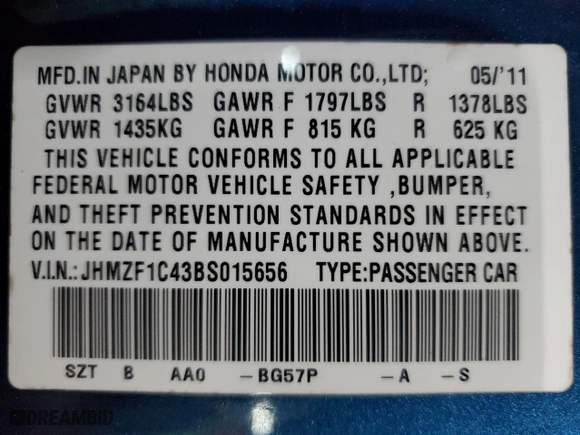 MFD.IN JAPAN BY HONDA MOTOR CO.,LTD; 05/'11
GVWR 3164LBS GAWR F 1797LBS R 1378LBS
GVWR 1435KG GAWR F 815 KG R 625 KG
THIS VEHICLE CONFORMS TO ALL APPLICABLE
FEDERAL MOTOR VEHICLE SAFETY ,BUMPER,
AND THEFT PREVENTION STANDARDS IN EFFECT
ON THE DATE OF MANUFACTURE SHOWN ABOVE.
V.I.N.:JHMZF1C43BS015656 TYPE:PASSENGER CAR
SZT B AA0 -BG57P -A -S
DREAMBID